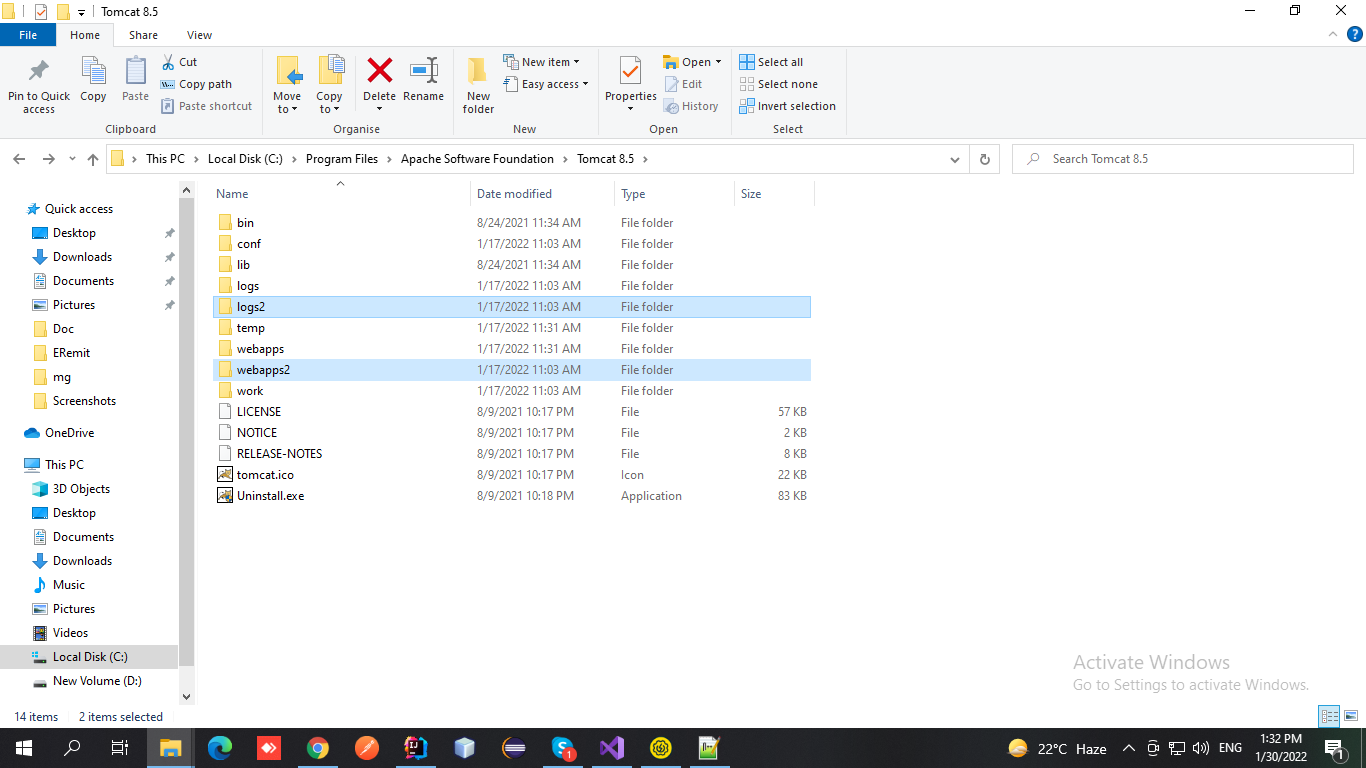 Tomcat 8.5
File Home Share View
Pin to Quick access
Copy
Paste
Cut
Copy path
Paste shortcut
Clipboard
Move to
Copy to
Delete
Rename
Organise
New folder
New item
Easy access
New
Properties
Open
Edit
History
Open
Select all
Select none
Invert selection
Select
This PC Local Disk (C:) Program Files Apache Software Foundation Tomcat 8.5
Search Tomcat 8.5
Quick access
Desktop
Downloads
Documents
Pictures
Doc
ERemit
mg
Screenshots
OneDrive
This PC
3D Objects
Desktop
Documents
Downloads
Music
Pictures
Videos
Local Disk (C:)
New Volume (D:)
Name Date modified Type Size
bin 8/24/2021 11:34 AM File folder
conf 1/17/2022 11:03 AM File folder
lib 8/24/2021 11:34 AM File folder
logs 1/17/2022 11:03 AM File folder
logs2 1/17/2022 11:03 AM File folder
temp 1/17/2022 11:31 AM File folder
webapps 1/17/2022 11:31 AM File folder
webapps2 1/17/2022 11:03 AM File folder
work 1/17/2022 11:03 AM File folder
LICENSE 8/9/2021 10:17 PM File 57 KB
NOTICE 8/9/2021 10:17 PM File 2 KB
RELEASE-NOTES 8/9/2021 10:17 PM File 8 KB
tomcat.ico 8/9/2021 10:17 PM Icon 22 KB
Uninstall.exe 8/9/2021 10:18 PM Application 83 KB
Activate Windows
Go to Settings to activate Windows.
14 items 2 items selected
22°C Haze
ENG
1:32 PM
1/30/2022
1